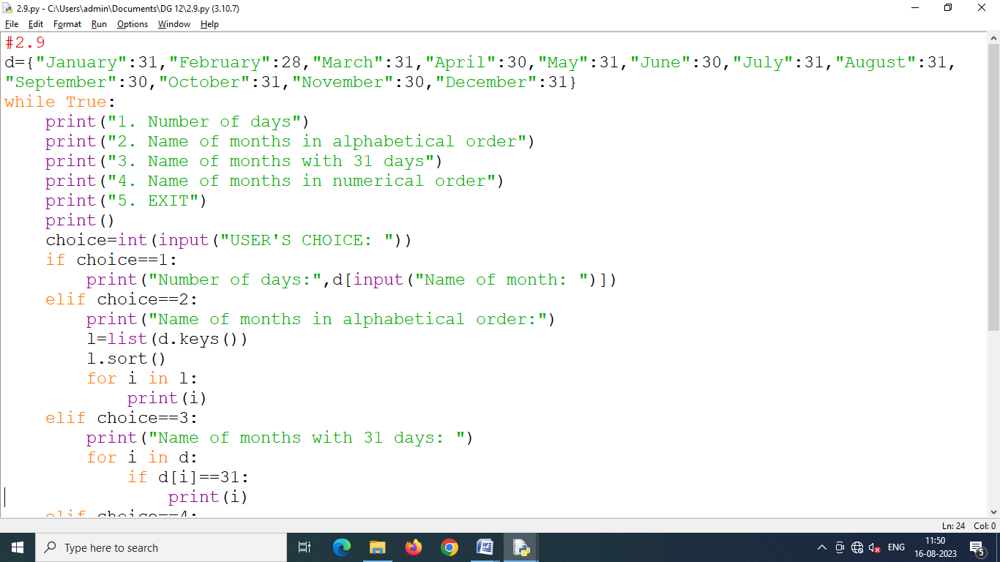 2.9.py - C:\Users\admin\Documents\DG 12\2.9.py (3.10.7)
File Edit Format Run Options Window Help
#2.9
d={"January":31,"February":28,"March":31,"April":30,"May":31,"June":30,"July":31,"August":31,
"September":30,"October":31,"November":30,"December":31}
while True:
    print("1. Number of days")
    print("2. Name of months in alphabetical order")
    print("3. Name of months with 31 days")
    print("4. Name of months in numerical order")
    print("5. EXIT")
    print()
    choice=int(input("USER'S CHOICE: "))
    if choice==1:
        print("Number of days:",d[input("Name of month: ")])
    elif choice==2:
        print("Name of months in alphabetical order:")
        l=list(d.keys())
        l.sort()
        for i in l:
            print(i)
    elif choice==3:
        print("Name of months with 31 days: ")
        for i in d:
            if d[i]==31:
                print(i)
    elif choice==4:
Ln: 24 Col: 0
Type here to search
ENG
11:50
16-08-2023
5